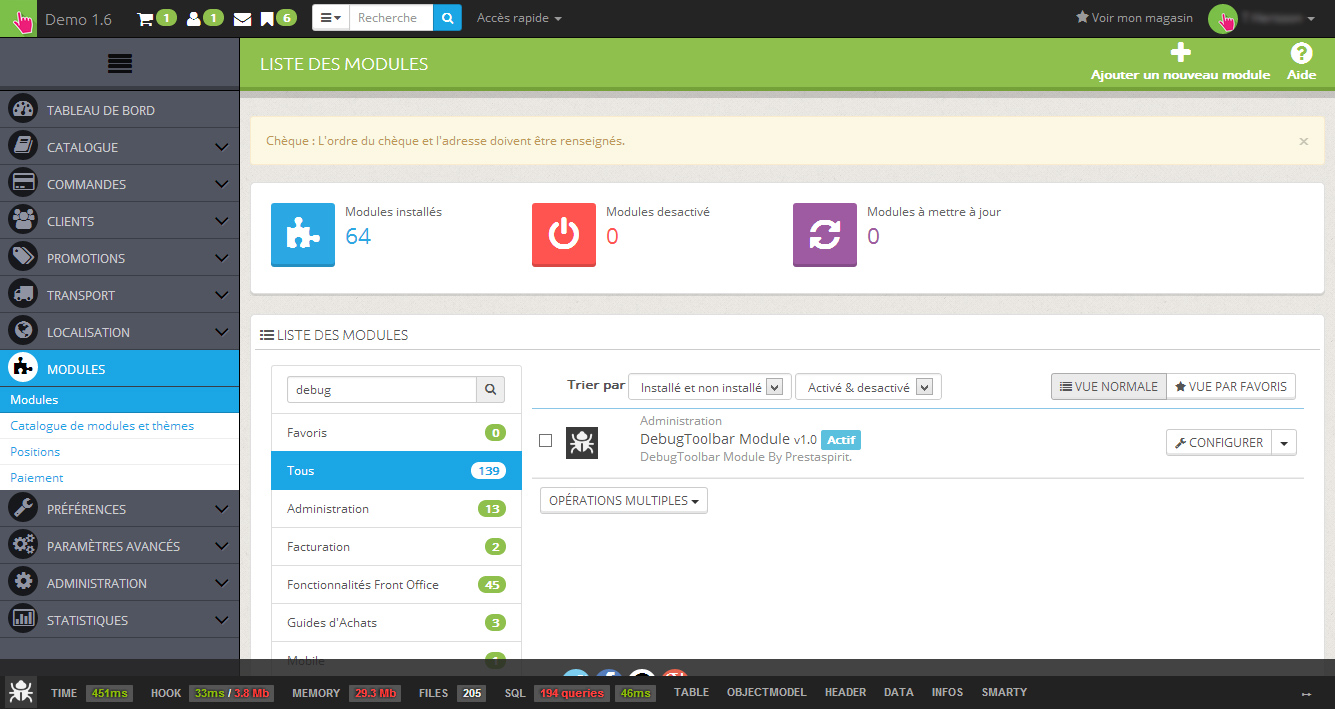 Demo 1.6 1 1 6 Recherche Accès rapide Voir mon magasin
LISTE DES MODULES Ajouter un nouveau module Aide
TABLEAU DE BORD
CATALOGUE
COMMANDES
CLIENTS
PROMOTIONS
TRANSPORT
LOCALISATION
MODULES
Modules
Catalogue de modules et thèmes
Positions
Paiement
PRÉFÉRENCES
PARAMÈTRES AVANCÉS
ADMINISTRATION
STATISTIQUES
Chèque : L'ordre du chèque et l'adresse doivent être renseignés. ×
Modules installés
64
Modules desactivé
0
Modules à mettre à jour
0
LISTE DES MODULES
debug
Favoris 0
Tous 139
Administration 13
Facturation 2
Fonctionnalités Front Office 45
Guides d'Achats 3
Mobile 1
Trier par Installé et non installé Activé & desactivé VUE NORMALE VUE PAR FAVORIS
Administration
DebugToolbar Module v1.0 Actif
DebugToolbar Module By Prestaspirit.
CONFIGURER
OPÉRATIONS MULTIPLES
TIME 451ms HOOK 33ms / 3.8 Mb MEMORY 29.3 Mb FILES 205 SQL 194 queries 46ms TABLE OBJECTMODEL HEADER DATA INFOS SMARTY